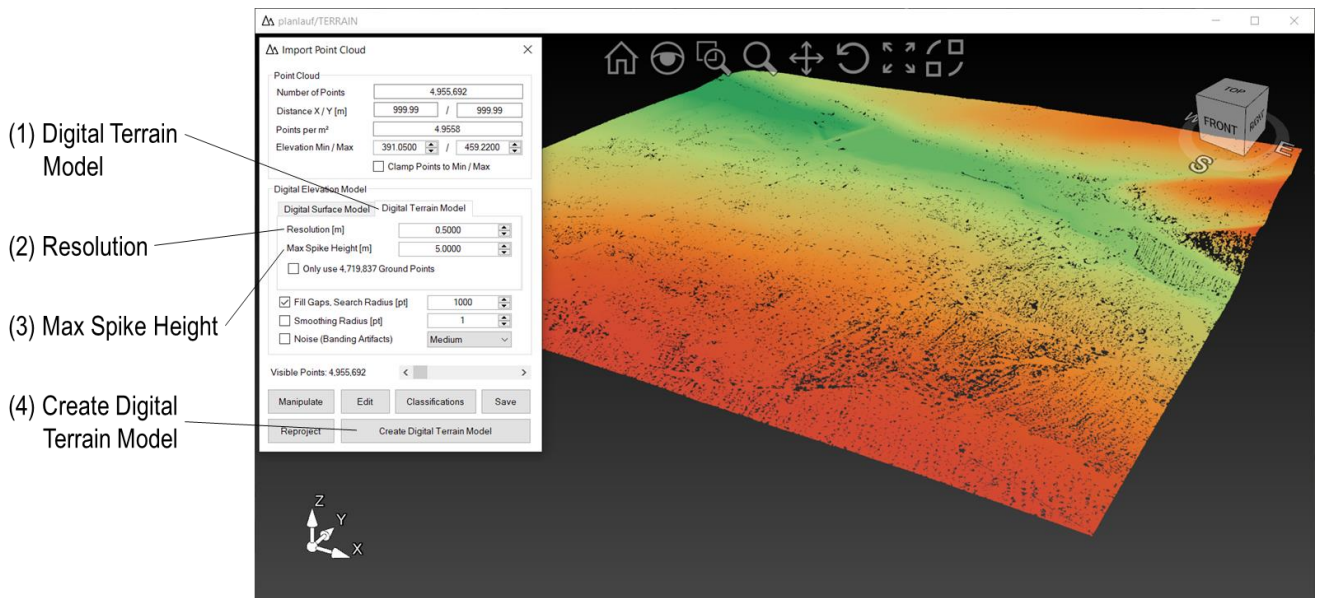 planlauf/TERRAIN
Import Point Cloud
Point Cloud
Number of Points 4,955,692
Distance X / Y [m] 999.99 / 999.99
Points per m² 4.9558
Elevation Min / Max 391.0500 / 459.2200
Clamp Points to Min / Max
Digital Elevation Model
Digital Surface Model Digital Terrain Model
Resolution [m] 0.5000
Max Spike Height [m] 5.0000
Only use 4,719,837 Ground Points
Fill Gaps, Search Radius [pt] 1000
Smoothing Radius [pt] 1
Noise (Banding Artifacts) Medium
Visible Points: 4,955,692
Manipulate Edit Classifications Save
Reproject Create Digital Terrain Model
(1) Digital Terrain
Model
(2) Resolution
(3) Max Spike Height
(4) Create Digital
Terrain Model
TOP
FRONT
RIGHT
W
S
E
Z
Y
X